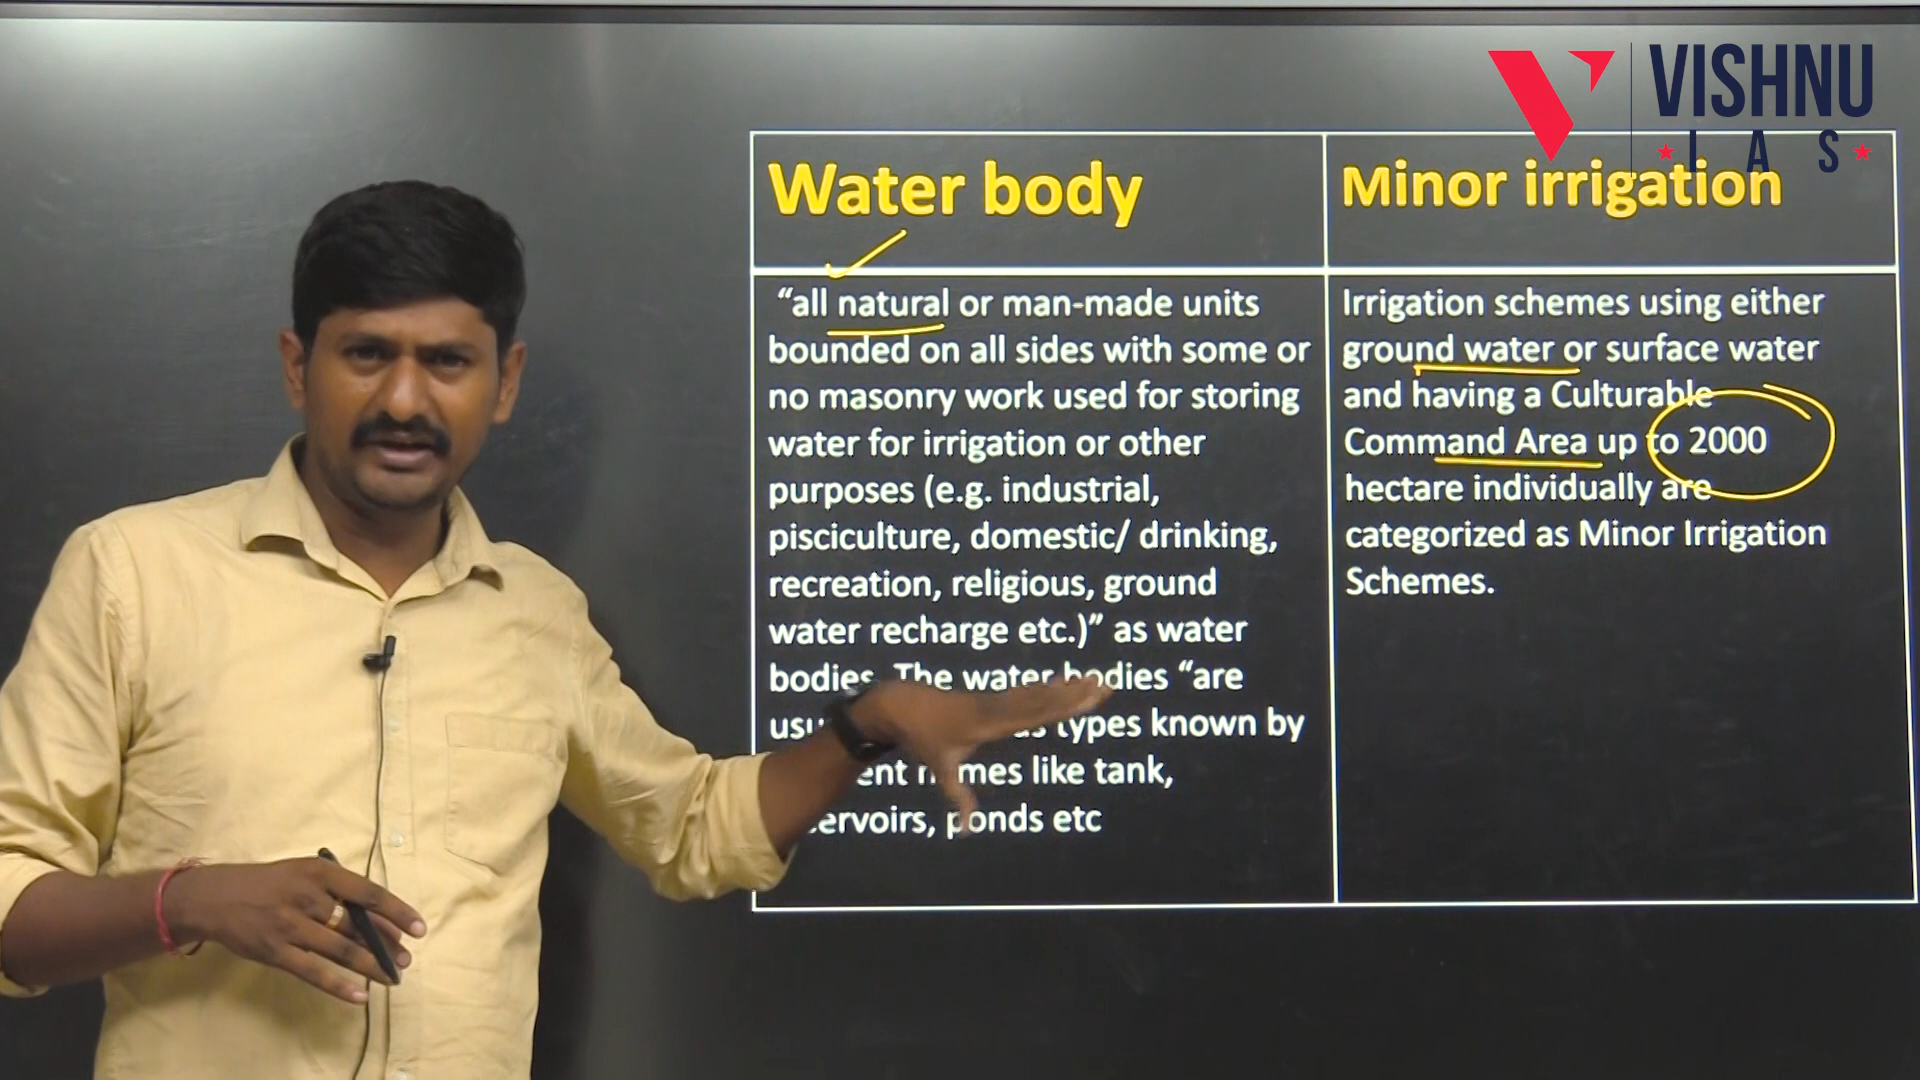 VISHNU
IAS
Water body
Minor irrigation
“all natural or man-made units
bounded on all sides with some or
no masonry work used for storing
water for irrigation or other
purposes (e.g. industrial,
pisciculture, domestic/ drinking,
recreation, religious, ground
water recharge etc.)” as water
bodies. The water bodies “are
types known by
like tank,
ponds etc
Irrigation schemes using either
ground water or surface water
and having a Culturable
Command Area up to 2000
hectare individually are
categorized as Minor Irrigation
Schemes.